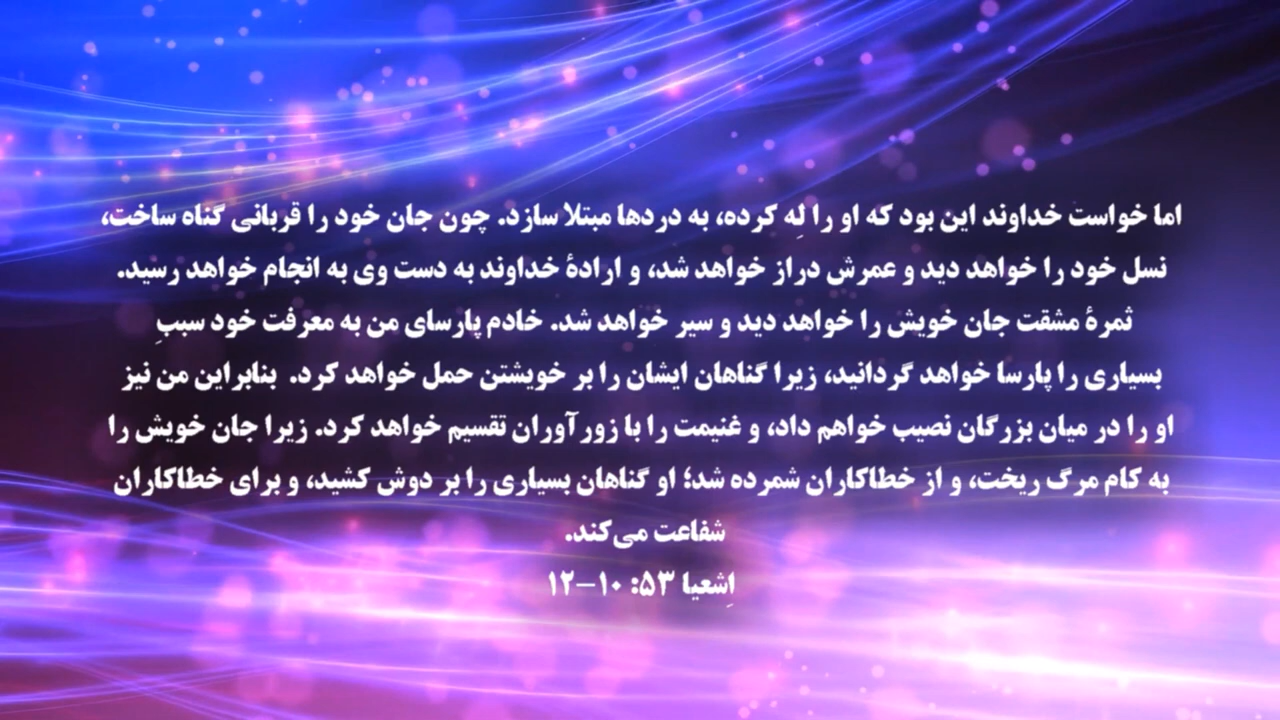 اما خواست خداوند این بود که او را لِه کرده، به دردها مبتلا سازد. چون جان خود را قربانی گناه ساخت،
نسل خود را خواهد دید و عمرش دراز خواهد شد، و ارادهٔ خداوند به دست وی به انجام خواهد رسید.
ثمرهٔ مشقت جان خویش را خواهد دید و سیر خواهد شد. خادم پارسای من به معرفت خود سببِ
بسیاری را پارسا خواهد گردانید، زیرا گناهان ایشان را بر خویشتن حمل خواهد کرد. بنابراین من نیز
او را در میان بزرگان نصیب خواهم داد، و غنیمت را با زورآوران تقسیم خواهد کرد. زیرا جان خویش را
به کام مرگ ریخت، و از خطاکاران شمرده شد؛ او گناهان بسیاری را بر دوش کشید، و برای خطاکاران
شفاعت می‌کند.
اِشعیا ۵۳: ۱۰-۱۲